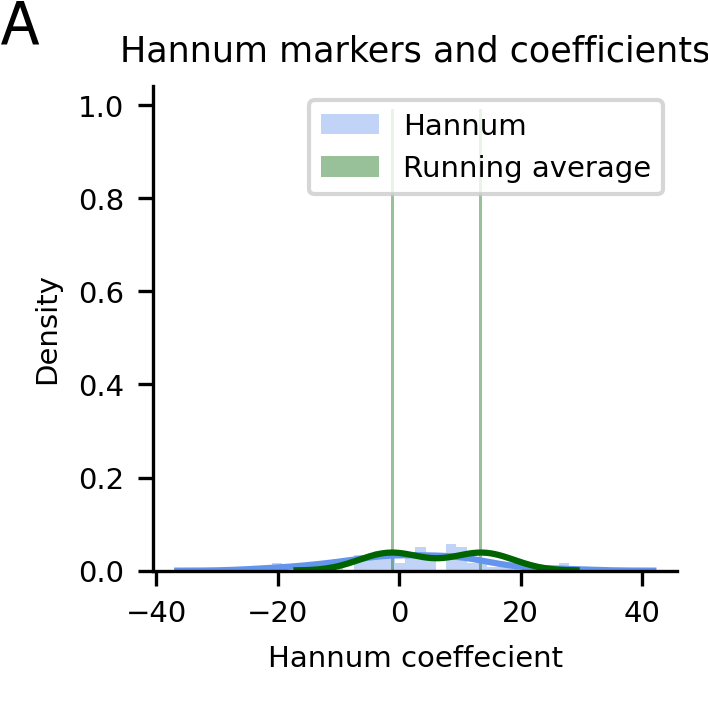 A
Hannum markers and coefficients
1.0
0.8
0.6
0.4
0.2
0.0
Density
Hannum
Running average
−40
−20
0
20
40
Hannum coeffecient